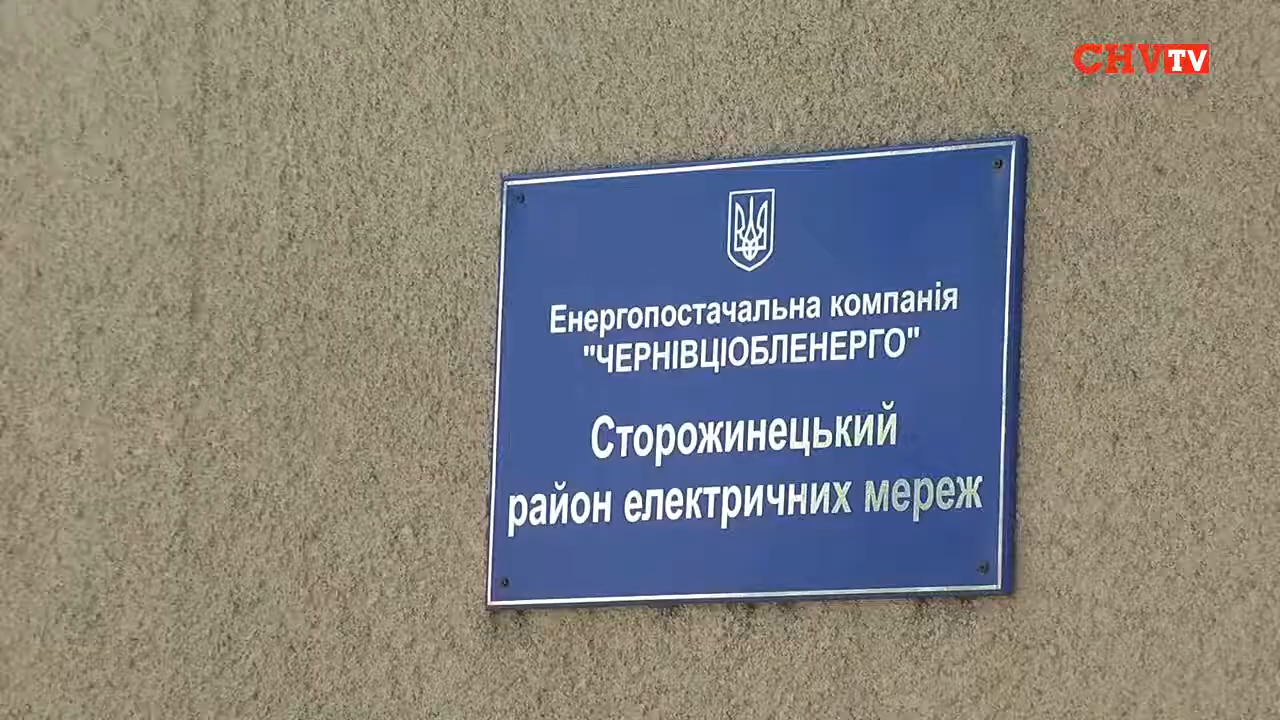 CHVTV
Енергопостачальна компанія
"ЧЕРНІВЦІОБЛЕНЕРГО"
Сторожинецький
район електричних мереж